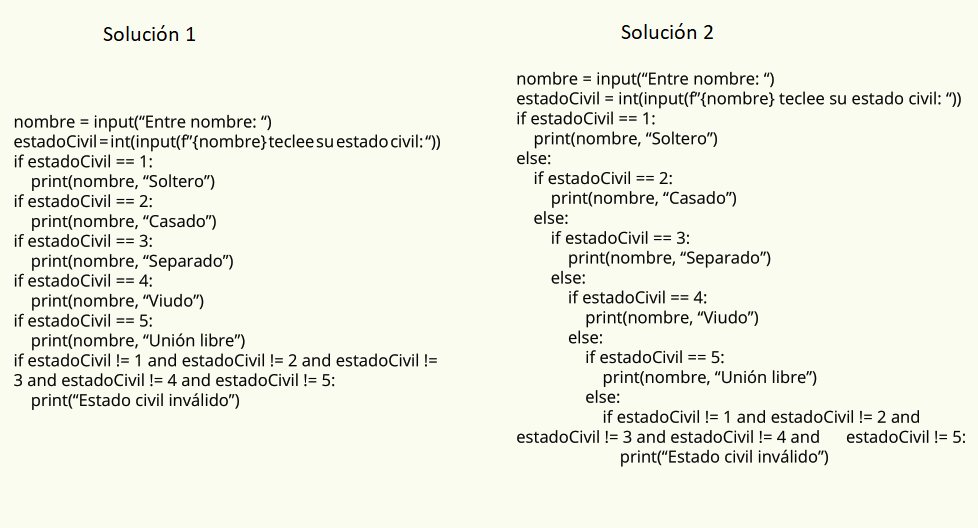 Solución 1
nombre = input(“Entre nombre: “)
estadoCivil = int(input(f”{nombre} teclee su estado civil: “))
if estadoCivil == 1:
    print(nombre, “Soltero”)
if estadoCivil == 2:
    print(nombre, “Casado”)
if estadoCivil == 3:
    print(nombre, “Separado”)
if estadoCivil == 4:
    print(nombre, “Viudo”)
if estadoCivil == 5:
    print(nombre, “Unión libre”)
if estadoCivil != 1 and estadoCivil != 2 and estadoCivil !=
3 and estadoCivil != 4 and estadoCivil != 5:
    print(“Estado civil inválido”)
Solución 2
nombre = input(“Entre nombre: “)
estadoCivil = int(input(f”{nombre} teclee su estado civil: “))
if estadoCivil == 1:
    print(nombre, “Soltero”)
else:
    if estadoCivil == 2:
        print(nombre, “Casado”)
    else:
        if estadoCivil == 3:
            print(nombre, “Separado”)
        else:
            if estadoCivil == 4:
                print(nombre, “Viudo”)
            else:
                if estadoCivil == 5:
                    print(nombre, “Unión libre”)
                else:
                    if estadoCivil != 1 and estadoCivil != 2 and
estadoCivil != 3 and estadoCivil != 4 and      estadoCivil != 5:
                        print(“Estado civil inválido”)